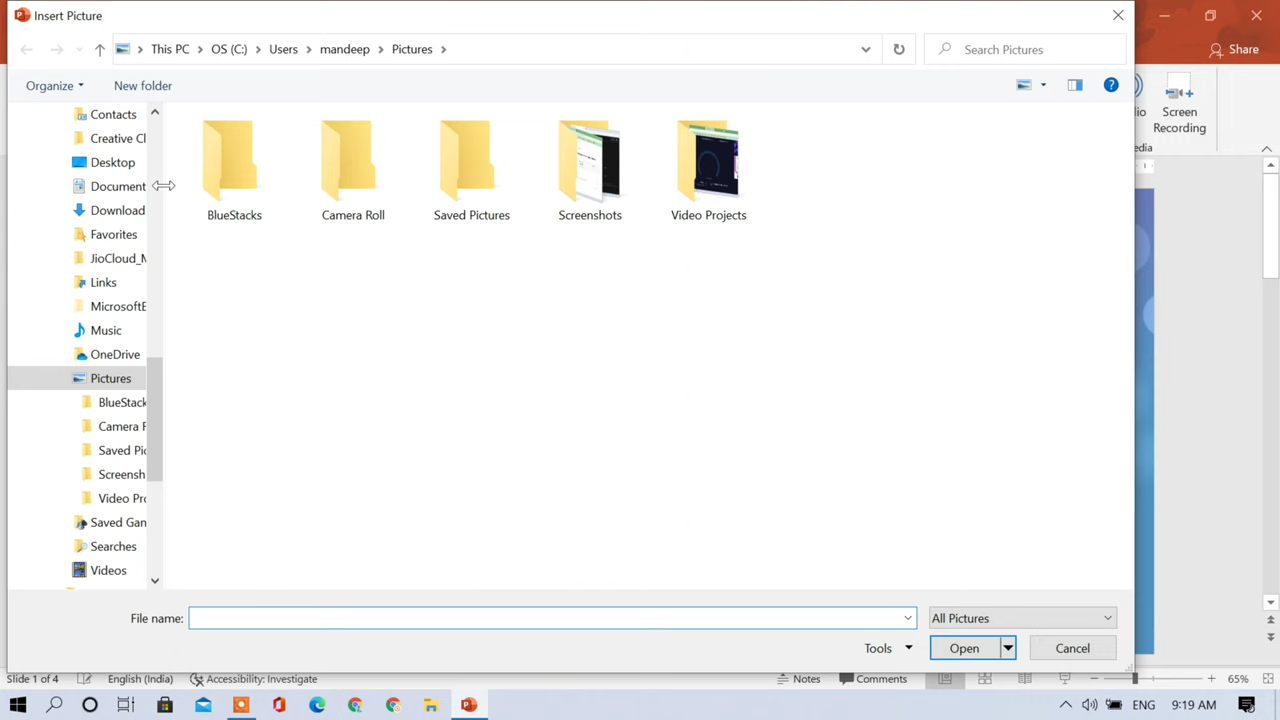 Insert Picture
This PC > OS (C:) > Users > mandeep > Pictures >
Search Pictures
Share
Organize
New folder
Screen
Recording
dio
dia
Contacts
Creative Cl
Desktop
Document
Download
Favorites
JioCloud_M
Links
MicrosoftE
Music
OneDrive
Pictures
BlueStack
Camera R
Saved Pic
Screensh
Video Pro
Saved Gam
Searches
Videos
BlueStacks
Camera Roll
Saved Pictures
Screenshots
Video Projects
File name:
All Pictures
Tools
Open
Cancel
Slide 1 of 4
English (India)
Accessibility: Investigate
Notes
Comments
65%
ENG
9:19 AM